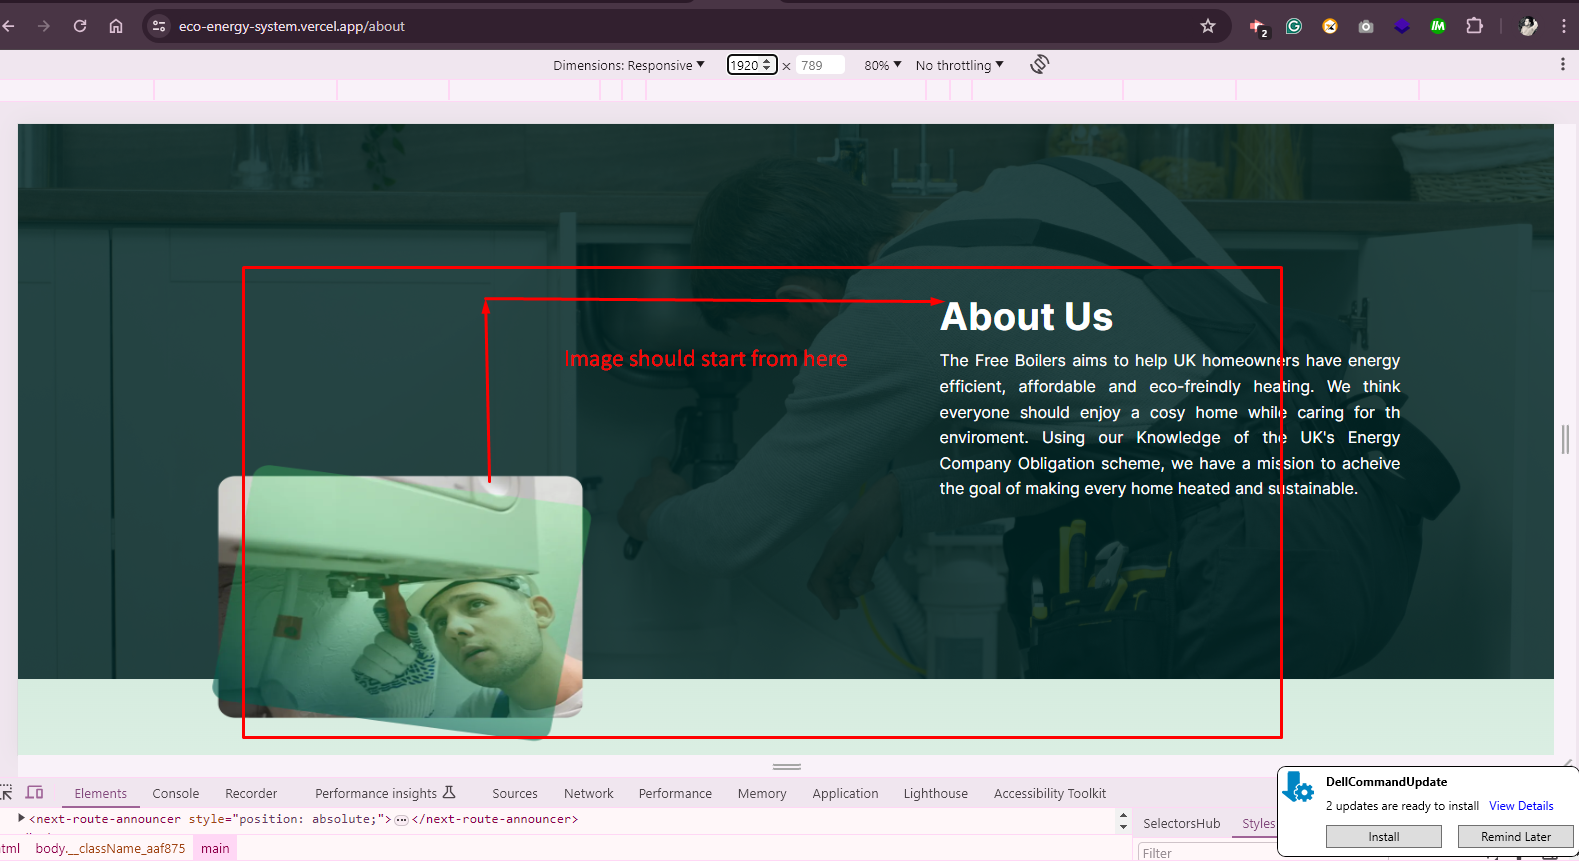 eco-energy-system.vercel.app/about
2
Dimensions: Responsive
1920 × 789
80%
No throttling
About Us
Image should start from here
The Free Boilers aims to help UK homeowners have energy
efficient, affordable and eco-freindly heating. We think
everyone should enjoy a cosy home while caring for th
enviroment. Using our Knowledge of the UK's Energy
Company Obligation scheme, we have a mission to acheive
the goal of making every home heated and sustainable.
Elements Console Recorder Performance insights Sources Network Performance Memory Application Lighthouse Accessibility Toolkit
<next-route-announcer style="position: absolute;">…</next-route-announcer>
SelectorsHub Styles
tml body.__className_aaf875 main
Filter
DellCommandUpdate
2 updates are ready to install View Details
Install Remind Later